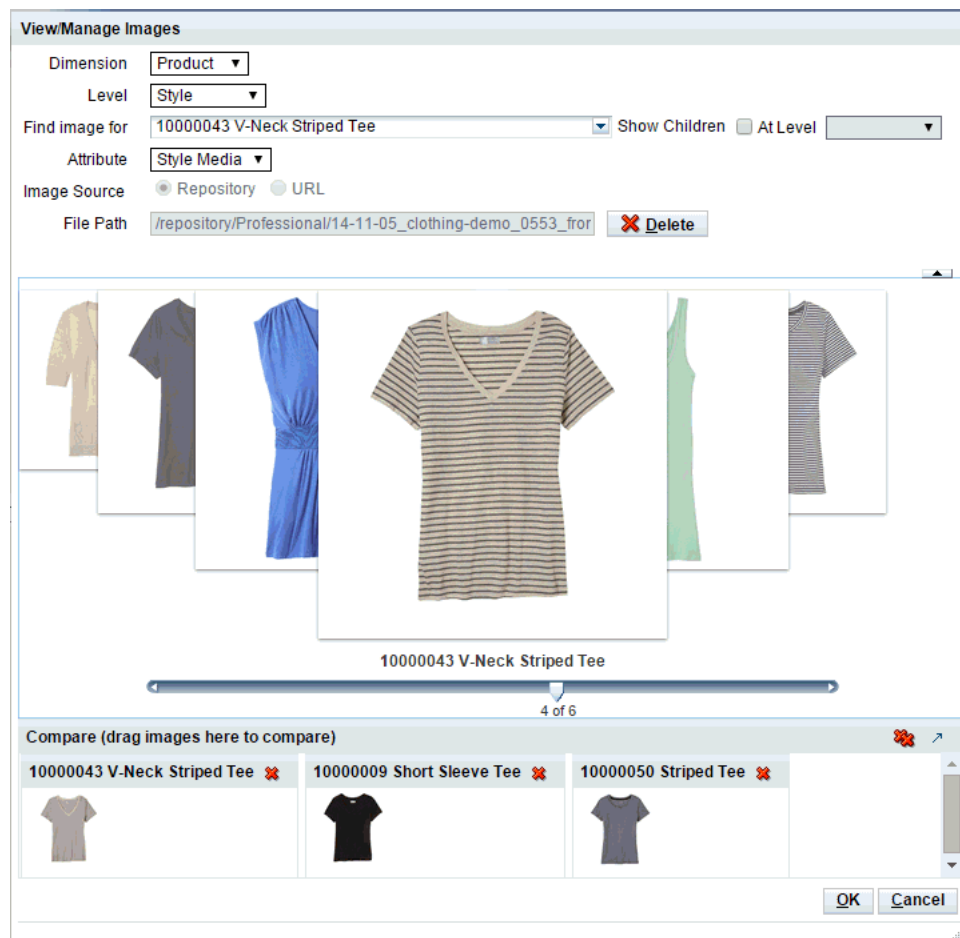 View/Manage Images
Dimension Product
Level Style
Find image for 10000043 V-Neck Striped Tee Show Children At Level
Attribute Style Media
Image Source Repository URL
File Path /repository/Professional/14-11-05_clothing-demo_0553_fror Delete
10000043 V-Neck Striped Tee
4 of 6
Compare (drag images here to compare)
10000043 V-Neck Striped Tee 10000009 Short Sleeve Tee 10000050 Striped Tee
OK Cancel